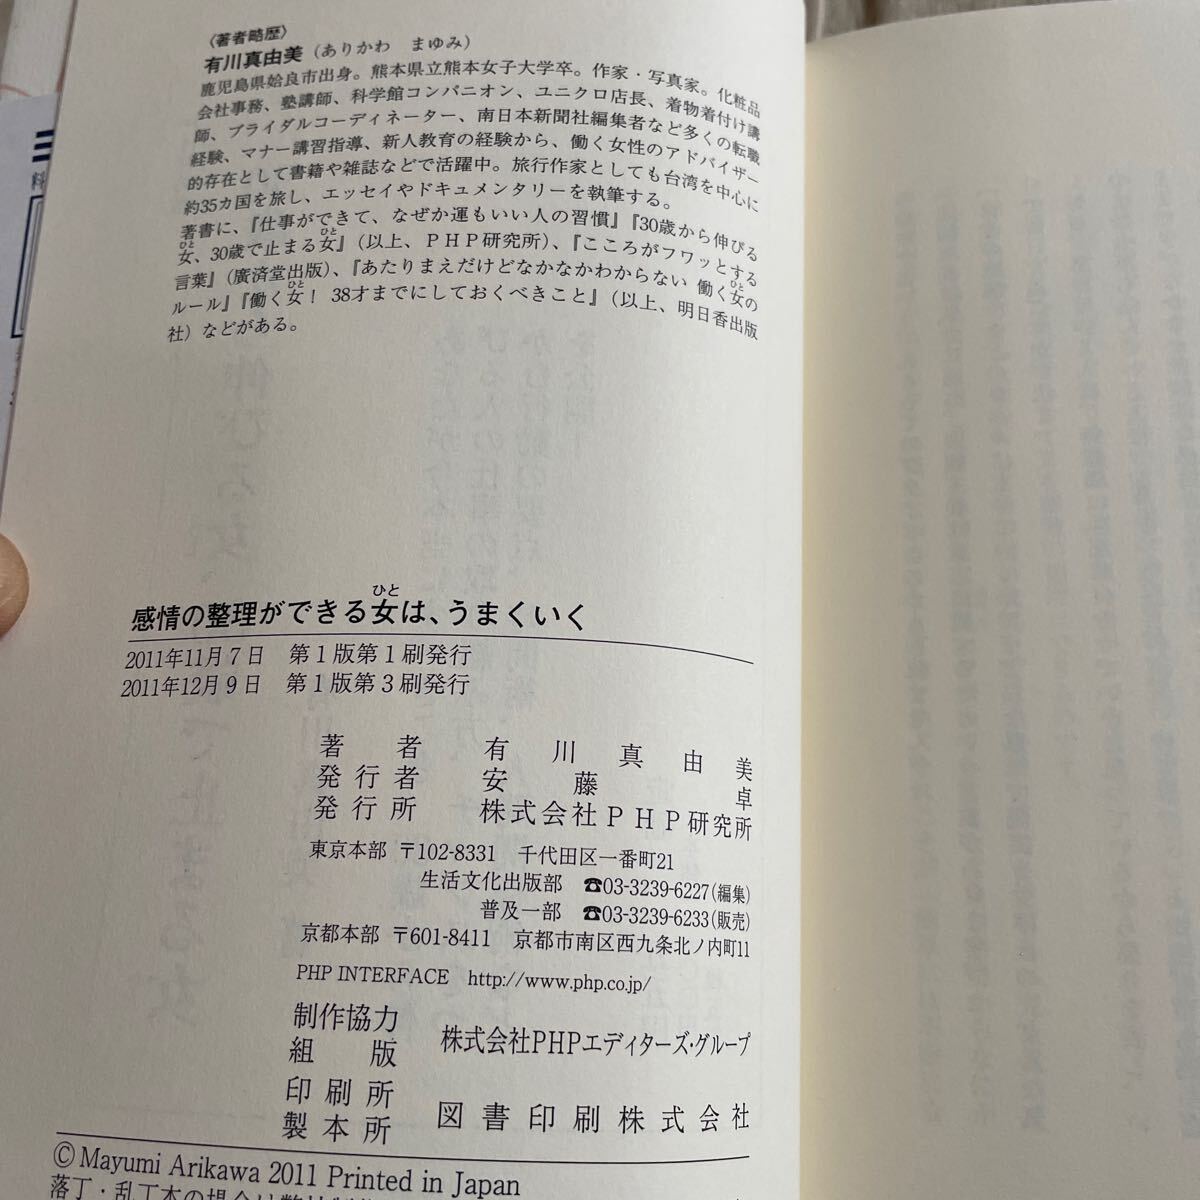 〈著者略歴〉
有川真由美（ありかわ　まゆみ）
鹿児島県姶良市出身。熊本県立熊本女子大学卒。作家・写真家。化粧品
会社事務、塾講師、科学館コンパニオン、ユニクロ店長、着物着付け講
師、ブライダルコーディネーター、南日本新聞社編集者など多くの転職
経験、マナー講習指導、新人教育の経験から、働く女性のアドバイザー
的存在として書籍や雑誌などで活躍中。旅行作家としても台湾を中心に
約35カ国を旅し、エッセイやドキュメンタリーを執筆する。
著書に、『仕事ができて、なぜか運もいい人の習慣』『30歳から伸びる
女、30歳で止まる女』（以上、ＰＨＰ研究所）、『こころがフワッとする
言葉』（廣済堂出版）、『あたりまえだけどなかなかわからない 働く女の
ルール』『働く女！ 38才までにしておくべきこと』（以上、明日香出版
社）などがある。
感情の整理ができる女は、うまくいく
2011年11月７日　第１版第１刷発行
2011年12月９日　第１版第３刷発行
著者　有川真由美
発行者　安藤卓
発行所　株式会社ＰＨＰ研究所
東京本部　〒102-8331　千代田区一番町21
生活文化出版部　☎03-3239-6227（編集）
普及一部　☎03-3239-6233（販売）
京都本部　〒601-8411　京都市南区西九条北ノ内町11
PHP INTERFACE　http://www.php.co.jp/
制作協力
組版　株式会社PHPエディターズ・グループ
印刷所
製本所　図書印刷株式会社
© Mayumi Arikawa 2011 Printed in Japan
落丁・乱丁本の場合は弊社制